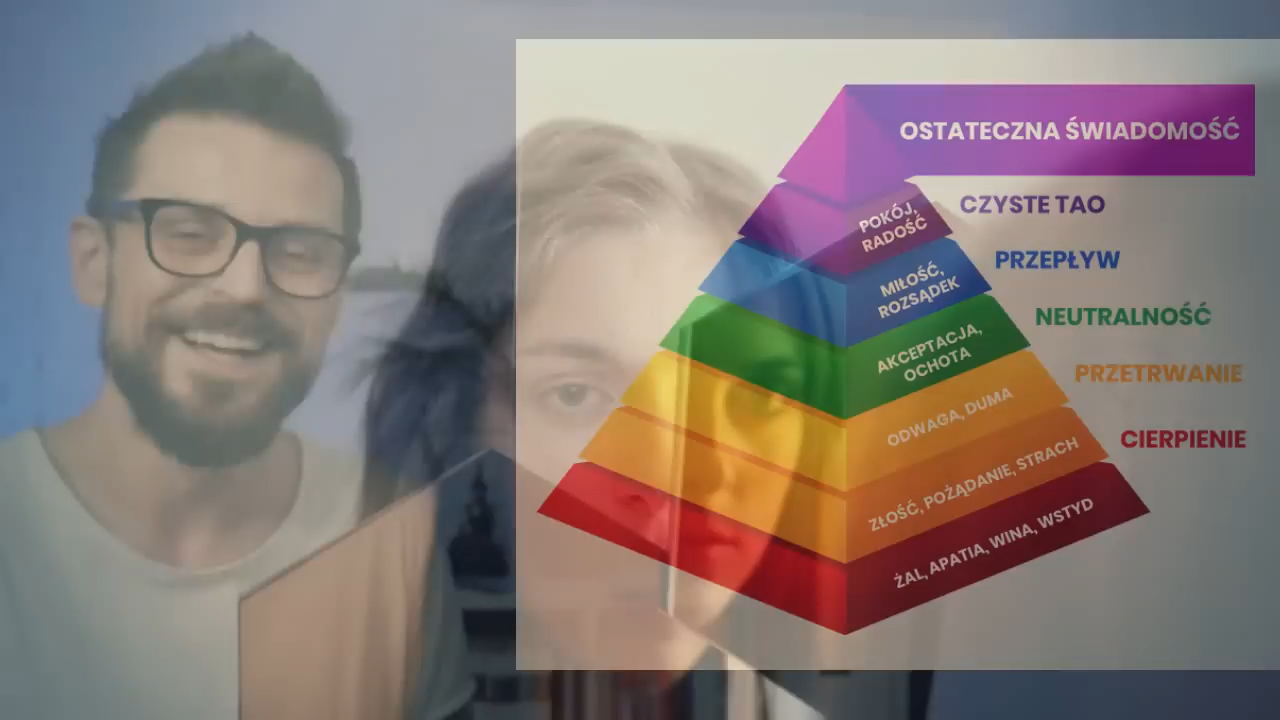 OSTATECZNA ŚWIADOMOŚĆ
CZYSTE TAO
POKÓJ,
RADOŚĆ
PRZEPŁYW
MIŁOŚĆ,
ROZSĄDEK
NEUTRALNOŚĆ
AKCEPTACJA,
OCHOTA
PRZETRWANIE
ODWAGA, DUMA
CIERPIENIE
ZŁOŚĆ, POŻĄDANIE, STRACH
ŻAL, APATIA, WINA, WSTYD